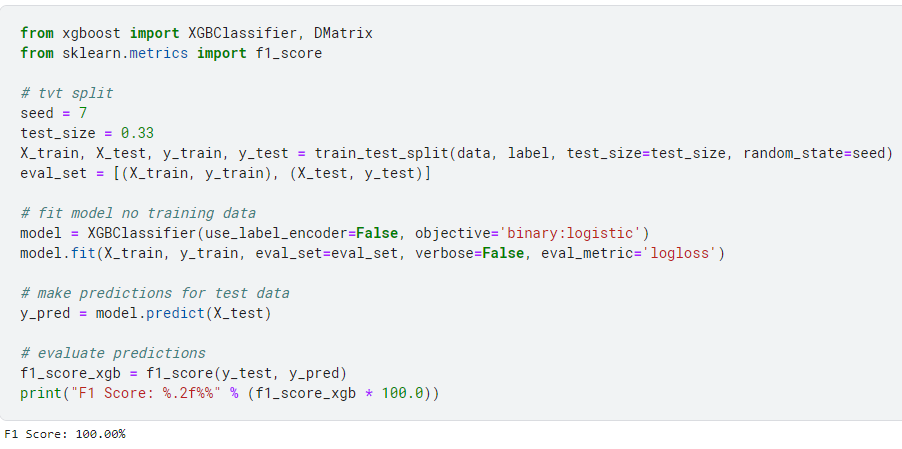 from xgboost import XGBClassifier, DMatrix
from sklearn.metrics import f1_score
# tvt split
seed = 7
test_size = 0.33
X_train, X_test, y_train, y_test = train_test_split(data, label, test_size=test_size, random_state=seed)
eval_set = [(X_train, y_train), (X_test, y_test)]
# fit model no training data
model = XGBClassifier(use_label_encoder=False, objective='binary:logistic')
model.fit(X_train, y_train, eval_set=eval_set, verbose=False, eval_metric='logloss')
# make predictions for test data
y_pred = model.predict(X_test)
# evaluate predictions
f1_score_xgb = f1_score(y_test, y_pred)
print("F1 Score: %.2f%%" % (f1_score_xgb * 100.0))
F1 Score: 100.00%